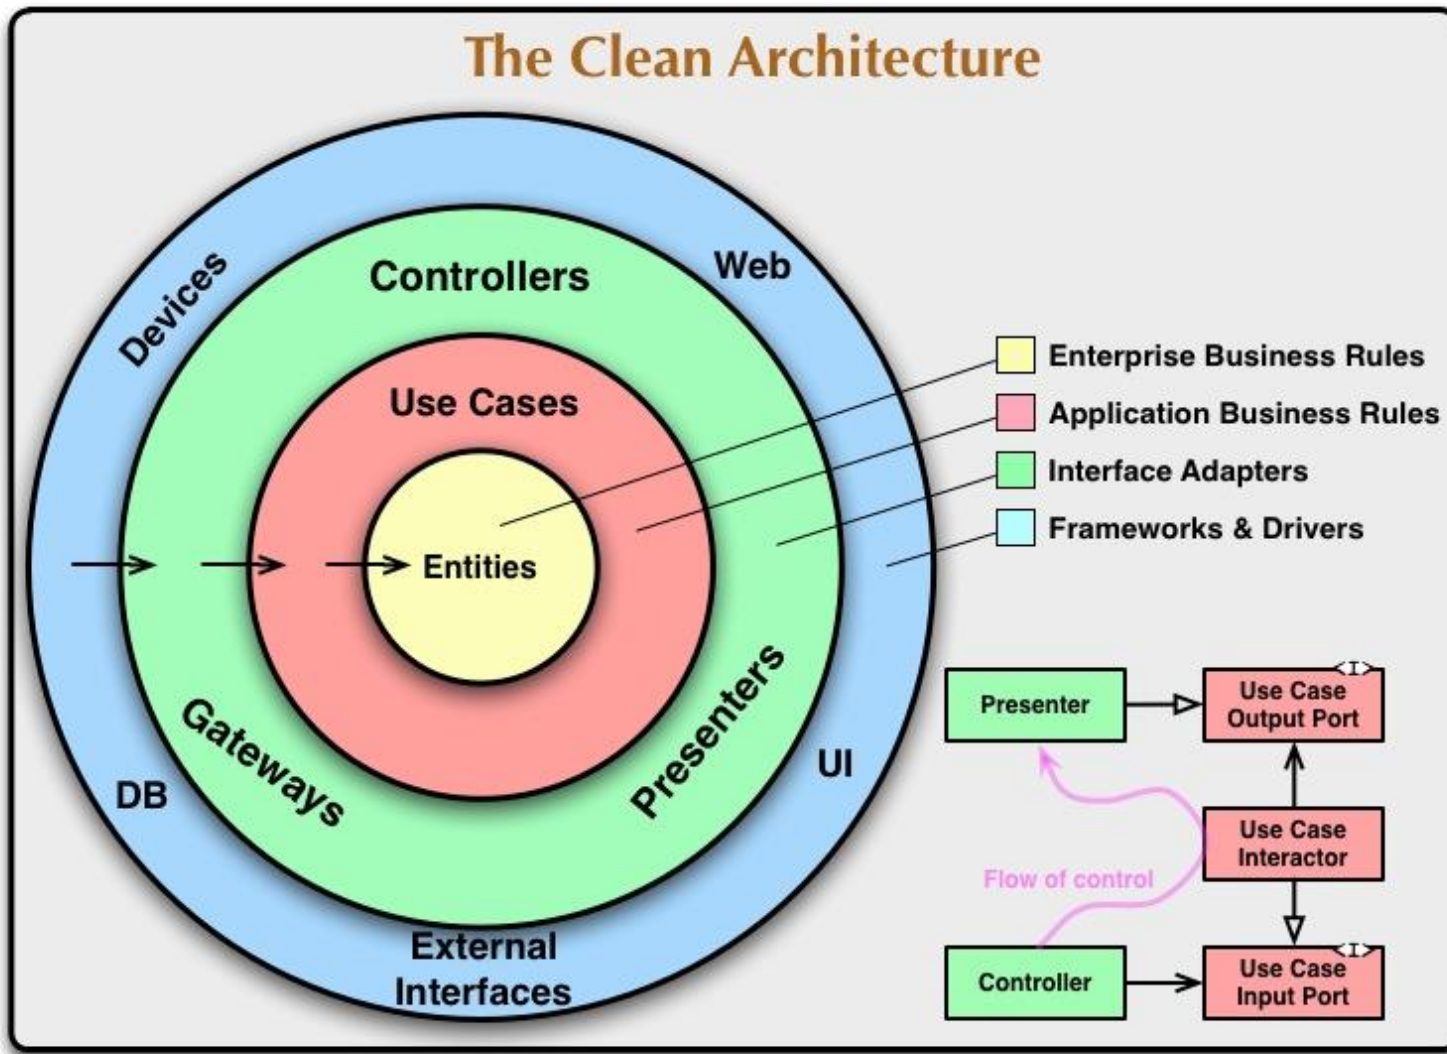 The Clean Architecture
Devices
Web
Controllers
Use Cases
Entities
Gateways
Presenters
DB
UI
External
Interfaces
Enterprise Business Rules
Application Business Rules
Interface Adapters
Frameworks & Drivers
Presenter
<I>
Use Case
Output Port
Use Case
Interactor
Flow of control
Controller
<I>
Use Case
Input Port